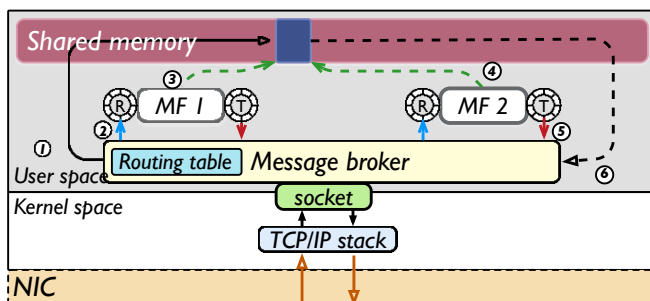 Shared memory
③
④
R
MF 1
T
R
MF 2
T
②
⑤
①
Routing table
Message broker
⑥
User space
socket
Kernel space
TCP/IP stack
NIC